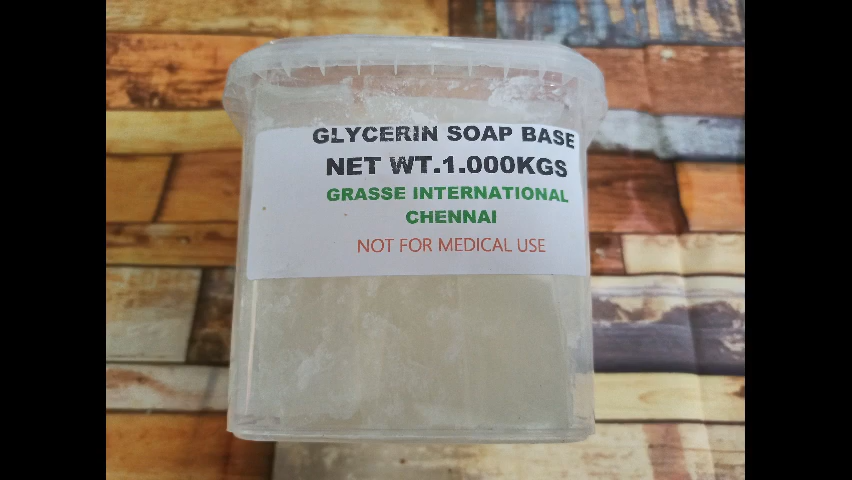 GLYCERIN SOAP BASE
NET WT.1.000KGS
GRASSE INTERNATIONAL
CHENNAI
NOT FOR MEDICAL USE